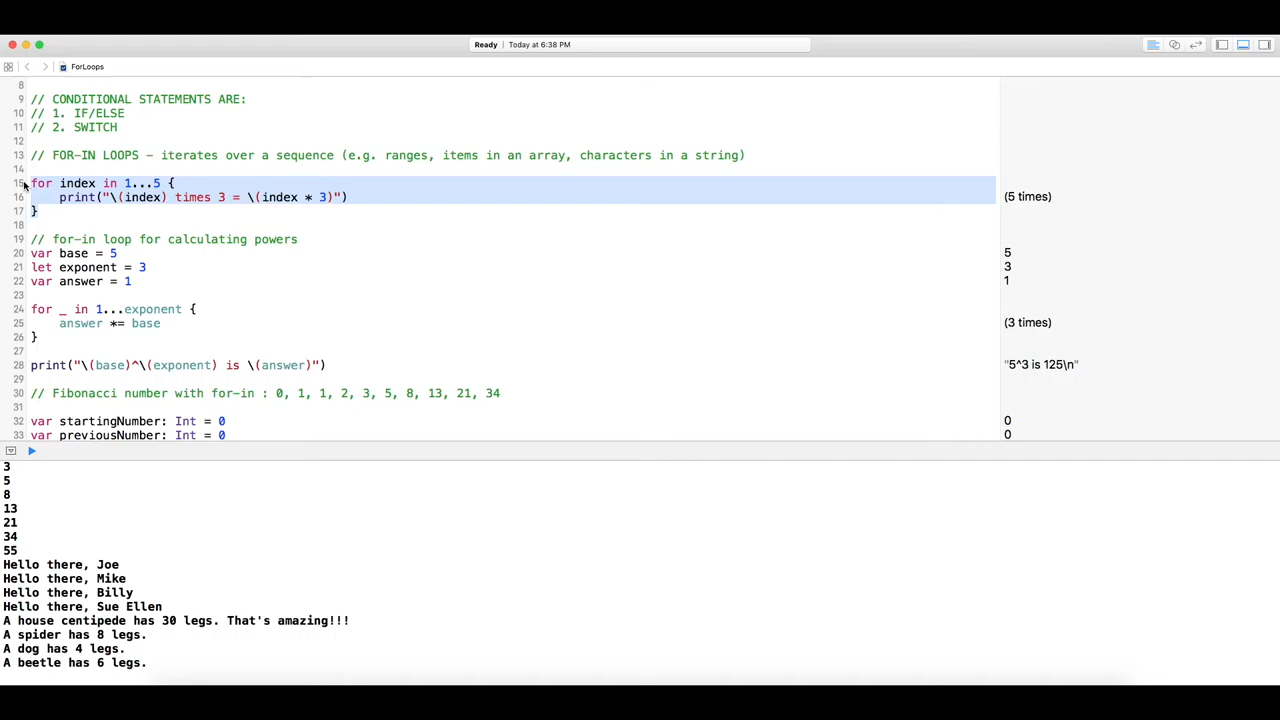 Ready | Today at 6:38 PM
ForLoops
8
9 // CONDITIONAL STATEMENTS ARE:
10 // 1. IF/ELSE
11 // 2. SWITCH
12
13 // FOR-IN LOOPS – iterates over a sequence (e.g. ranges, items in an array, characters in a string)
14
15 for index in 1...5 {
16 print("\(index) times 3 = \(index * 3)") (5 times)
17 }
18
19 // for-in loop for calculating powers
20 var base = 5 5
21 let exponent = 3 3
22 var answer = 1 1
23
24 for _ in 1...exponent {
25 answer *= base (3 times)
26 }
27
28 print("\(base)^\(exponent) is \(answer)") "5^3 is 125\n"
29
30 // Fibonacci number with for-in : 0, 1, 1, 2, 3, 5, 8, 13, 21, 34
31
32 var startingNumber: Int = 0 0
33 var previousNumber: Int = 0 0
3
5
8
13
21
34
55
Hello there, Joe
Hello there, Mike
Hello there, Billy
Hello there, Sue Ellen
A house centipede has 30 legs. That's amazing!!!
A spider has 8 legs.
A dog has 4 legs.
A beetle has 6 legs.